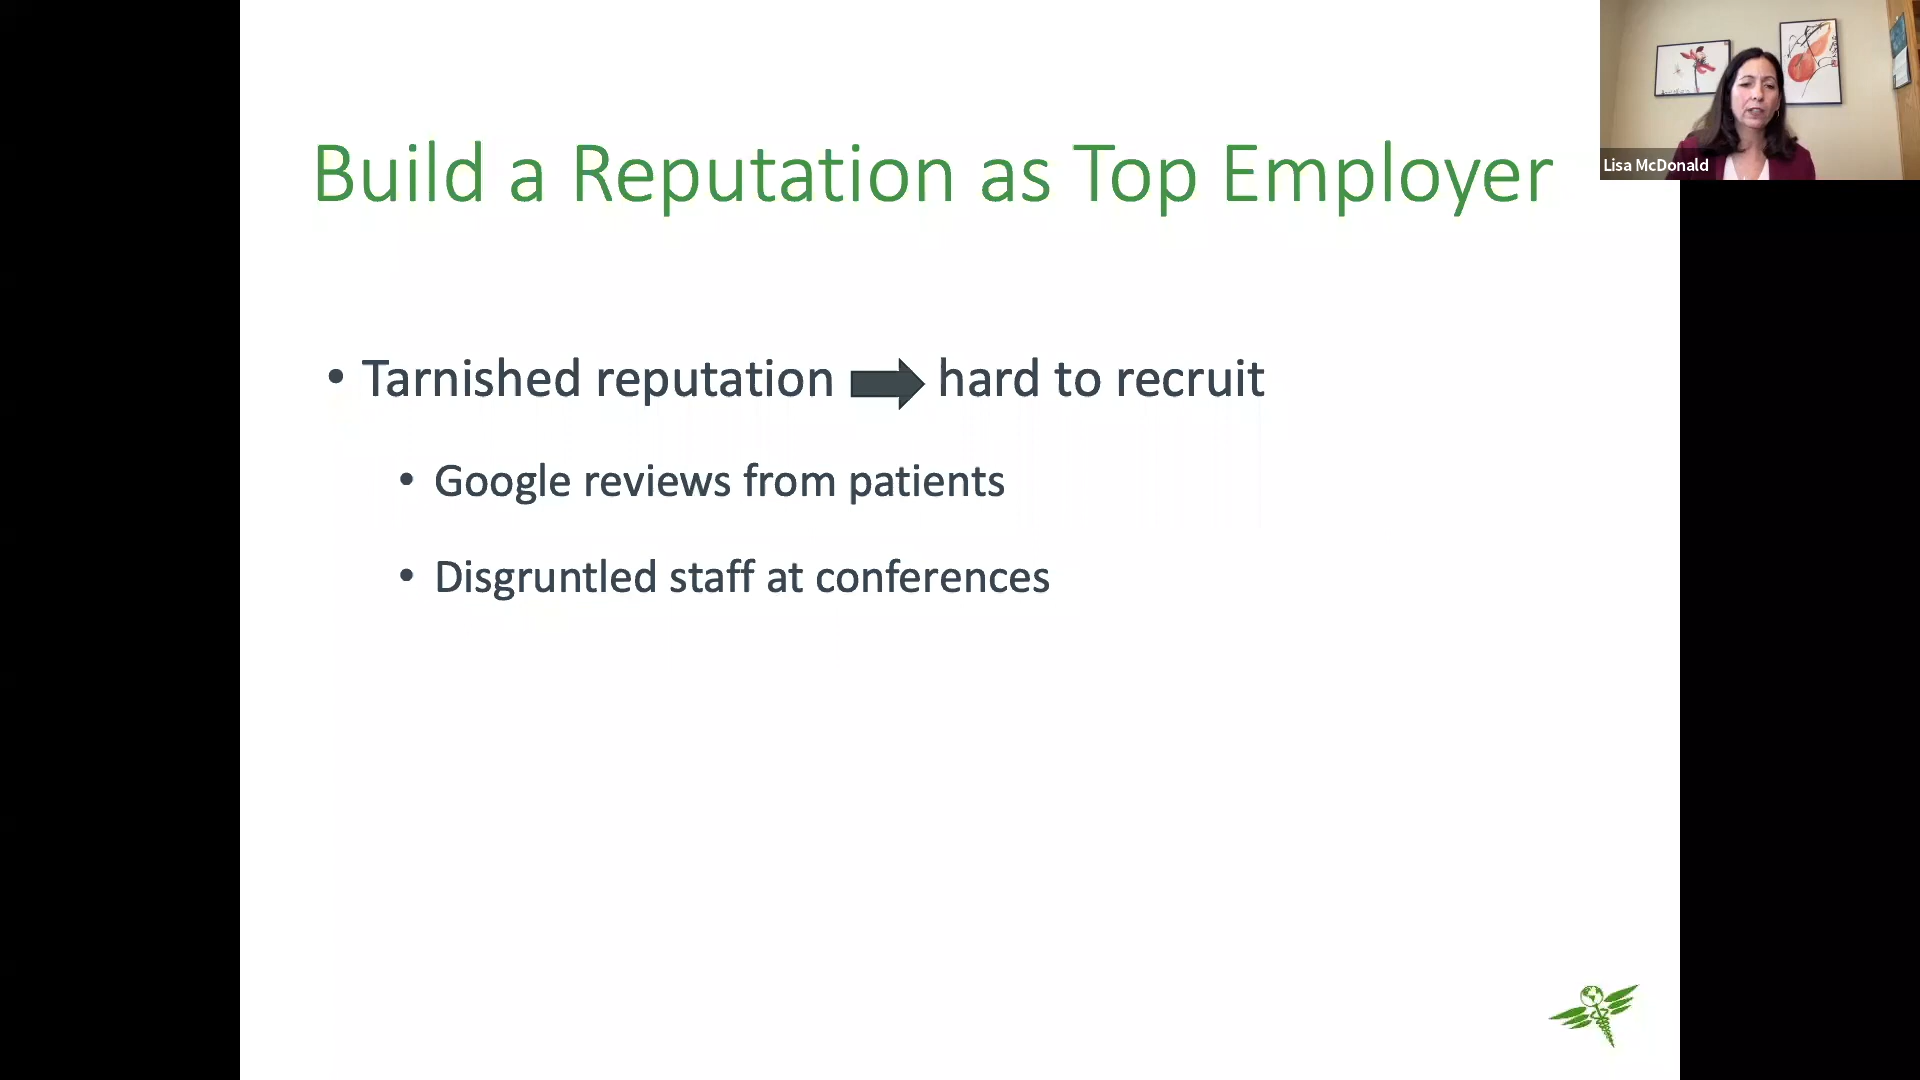 Build a Reputation as Top Employer
Lisa McDonald
• Tarnished reputation hard to recruit
• Google reviews from patients
• Disgruntled staff at conferences